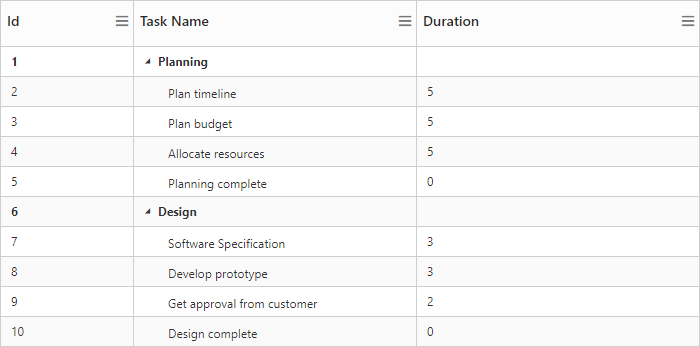 Id Task Name Duration
1 Planning
2 Plan timeline 5
3 Plan budget 5
4 Allocate resources 5
5 Planning complete 0
6 Design
7 Software Specification 3
8 Develop prototype 3
9 Get approval from customer 2
10 Design complete 0